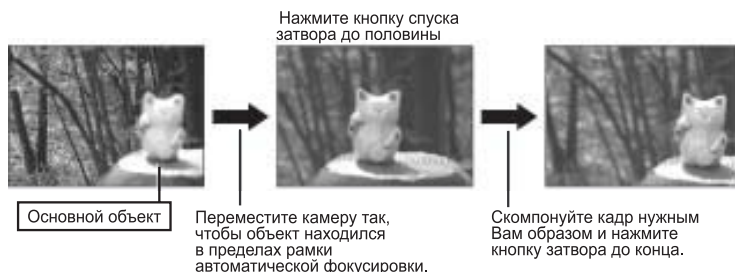 Нажмите кнопку спуска
затвора до половины
Основной объект
Переместите камеру так,
чтобы объект находился
в пределах рамки
автоматической фокусировки.
Скомпонуйте кадр нужным
Вам образом и нажмите
кнопку затвора до конца.